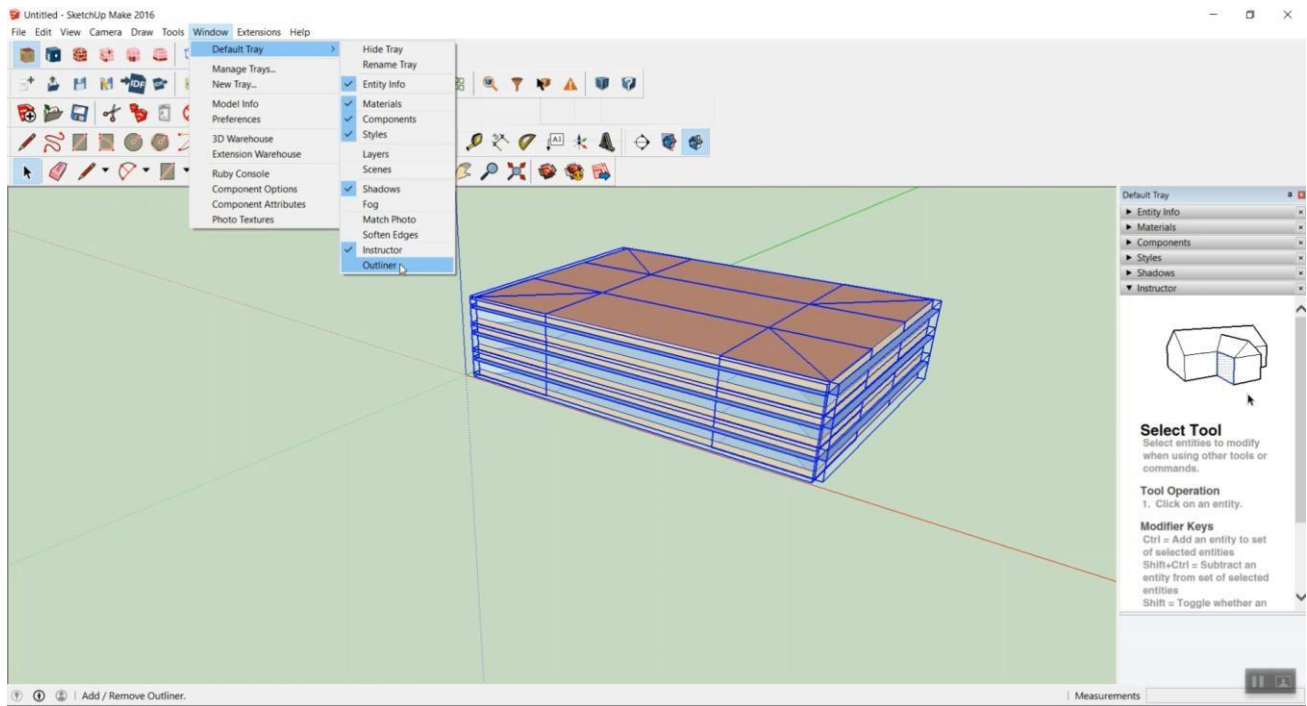 Untitled - SketchUp Make 2016
File Edit View Camera Draw Tools Window Extensions Help
Default Tray
Manage Trays...
New Tray...
Model Info
Preferences
3D Warehouse
Extension Warehouse
Ruby Console
Component Options
Component Attributes
Photo Textures
Hide Tray
Rename Tray
Entity Info
Materials
Components
Styles
Layers
Scenes
Shadows
Fog
Match Photo
Soften Edges
Instructor
Outliner
IDF
A1
Default Tray
Entity Info
Materials
Components
Styles
Shadows
Instructor
Select Tool
Select entities to modify
when using other tools or
commands.
Tool Operation
1. Click on an entity.
Modifier Keys
Ctrl = Add an entity to set
of selected entities
Shift+Ctrl = Subtract an
entity from set of selected
entities
Shift = Toggle whether an
Add / Remove Outliner.
Measurements